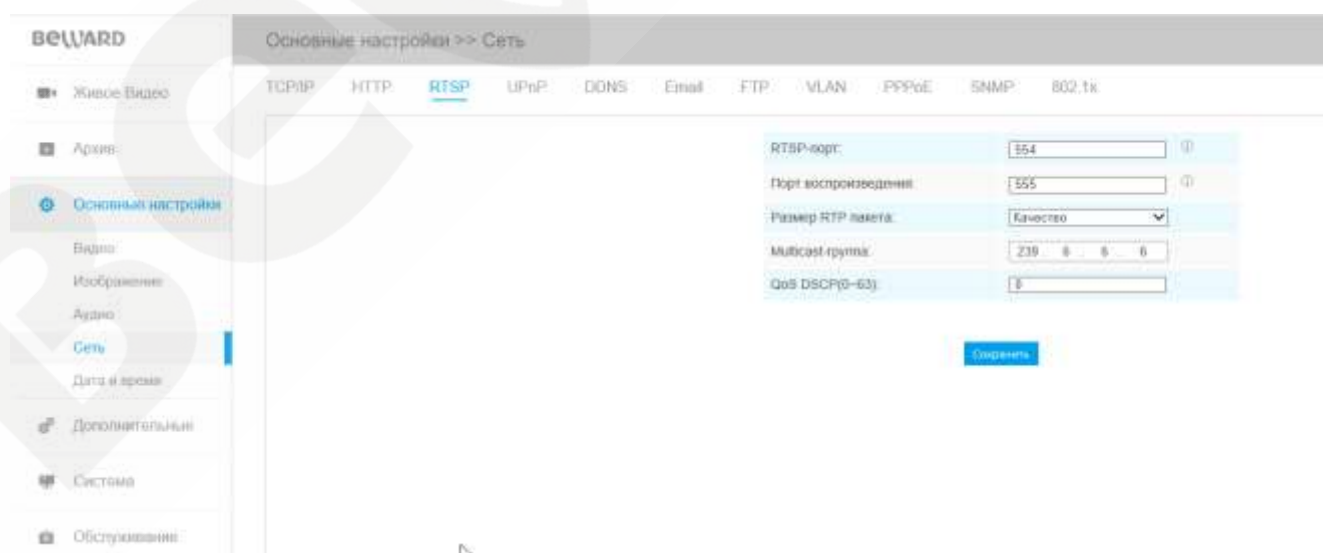 BEWARD
Основные настройки >> Сеть
Живое Видео
TCP/IP HTTP RTSP UPnP DDNS Email FTP VLAN PPPoE SNMP 802.1x
Архив
Основные настройки
Видео
Изображение
Аудио
Сеть
Дата и время
Дополнительные
Система
Обслуживание
RTSP-порт: 554
Порт воспроизведения: 555
Размер RTP пакета: Качество
Multicast-группа: 239 . 6 . 6 . 6
QoS DSCP(0~63): 0
Сохранить